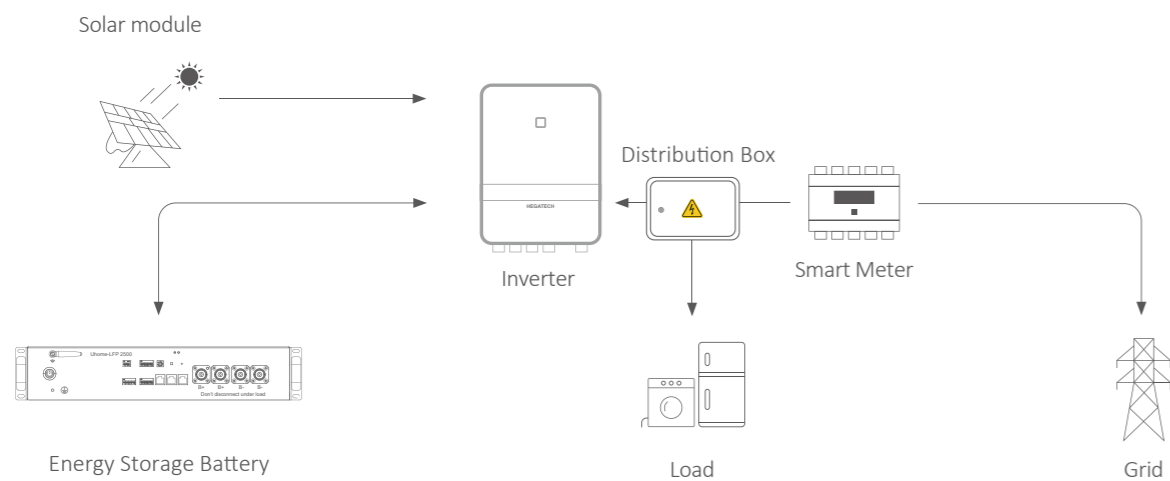 Solar module
Distribution Box
HEGATECH
Inverter
Smart Meter
Uhome-LFP 2500
B+ B+ B- B-
Don't disconnect under load
Energy Storage Battery
Load
Grid